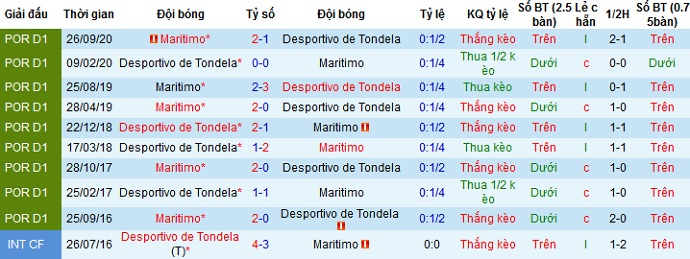 Giải đấu Thời gian Đội bóng Tỷ số Đội bóng Tỷ lệ KQ tỷ lệ Số BT (2.5 bàn) Lẻ c hẵn 1/2H Số BT (0.7 5bàn)
POR D1 26/09/20 Maritimo* 2-1 Desportivo de Tondela 0:1/2 Thắng kèo Trên l 2-1 Trên
POR D1 09/02/20 Desportivo de Tondela* 0-0 Maritimo 0:1/4 Thua 1/2 k èo Dưới c 0-0 Dưới
POR D1 25/08/19 Maritimo* 2-3 Desportivo de Tondela 0:1/4 Thua kèo Trên l 1-1 Trên
POR D1 28/04/19 Maritimo* 2-0 Desportivo de Tondela 0:1/4 Thắng kèo Dưới c 1-0 Trên
POR D1 22/12/18 Desportivo de Tondela* 2-1 Maritimo 0:1/2 Thắng kèo Trên l 1-1 Trên
POR D1 17/03/18 Desportivo de Tondela* 1-2 Maritimo 0:1/4 Thua kèo Trên l 1-1 Trên
POR D1 28/10/17 Maritimo* 2-0 Desportivo de Tondela 0:1/2 Thắng kèo Dưới c 1-0 Trên
POR D1 25/02/17 Desportivo de Tondela* 1-1 Maritimo 0:1/4 Thua 1/2 k èo Dưới c 1-0 Trên
POR D1 25/09/16 Maritimo* 2-0 Desportivo de Tondela 0:1/2 Thắng kèo Dưới c 2-0 Trên
INT CF 26/07/16 Desportivo de Tondela (T)* 4-3 Maritimo 0:0 Thắng kèo Trên l 1-2 Trên